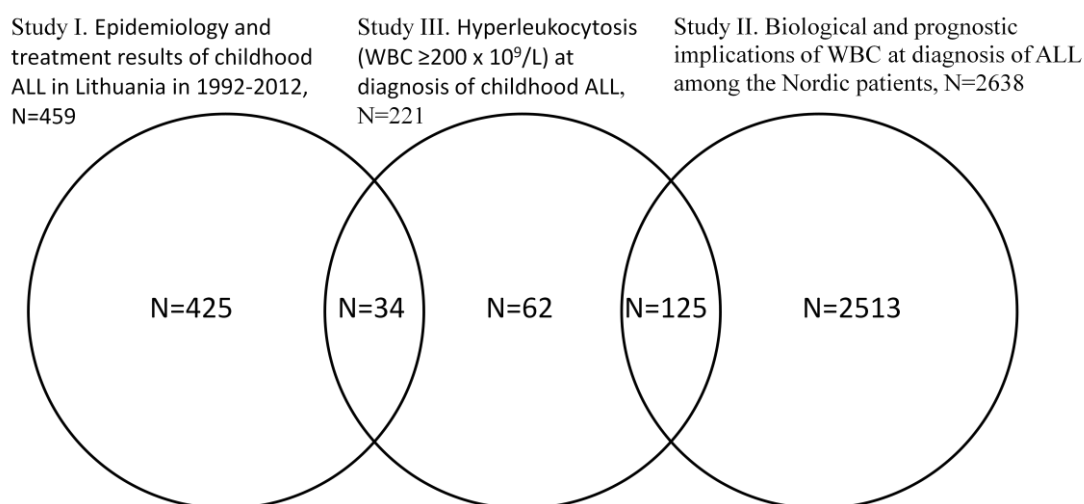 Study I. Epidemiology and
treatment results of childhood
ALL in Lithuania in 1992-2012,
N=459
Study III. Hyperleukocytosis
(WBC ≥200 x 10⁹/L) at
diagnosis of childhood ALL,
N=221
Study II. Biological and prognostic
implications of WBC at diagnosis of ALL
among the Nordic patients, N=2638
N=425
N=34
N=62
N=125
N=2513